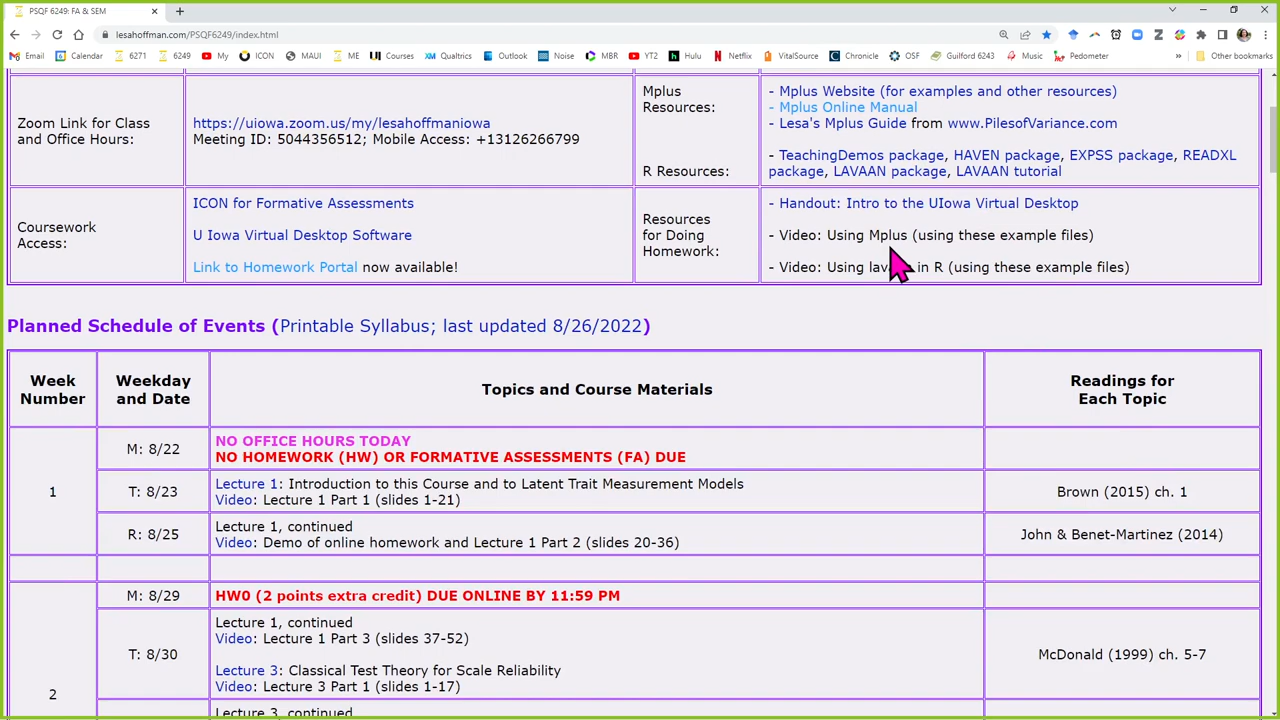 PSQF 6249: FA & SEM
lesahoffman.com/PSQF6249/index.html
Email
Calendar
6271
6249
My
ICON
MAUI
ME
Courses
Qualtrics
Outlook
Noise
MBR
YT2
Hulu
Netflix
VitalSource
Chronicle
OSF
Guilford 6243
Music
Pedometer
»
Other bookmarks
Zoom Link for Class
and Office Hours:
https://uiowa.zoom.us/my/lesahoffmaniowa
Meeting ID: 5044356512; Mobile Access: +13126266799
Mplus
Resources:
R Resources:
- Mplus Website (for examples and other resources)
- Mplus Online Manual
- Lesa's Mplus Guide from www.PilesofVariance.com
- TeachingDemos package, HAVEN package, EXPSS package, READXL
package, LAVAAN package, LAVAAN tutorial
Coursework
Access:
ICON for Formative Assessments
U Iowa Virtual Desktop Software
Link to Homework Portal now available!
Resources
for Doing
Homework:
- Handout: Intro to the UIowa Virtual Desktop
- Video: Using Mplus (using these example files)
- Video: Using in R (using these example files)
Planned Schedule of Events (Printable Syllabus; last updated 8/26/2022)
Week
Number
Weekday
and Date
Topics and Course Materials
Readings for
Each Topic
1
M: 8/22
NO OFFICE HOURS TODAY
NO HOMEWORK (HW) OR FORMATIVE ASSESSMENTS (FA) DUE
T: 8/23
Lecture 1: Introduction to this Course and to Latent Trait Measurement Models
Video: Lecture 1 Part 1 (slides 1-21)
Brown (2015) ch. 1
R: 8/25
Lecture 1, continued
Video: Demo of online homework and Lecture 1 Part 2 (slides 20-36)
John & Benet-Martinez (2014)
2
M: 8/29
HW0 (2 points extra credit) DUE ONLINE BY 11:59 PM
T: 8/30
Lecture 1, continued
Video: Lecture 1 Part 3 (slides 37-52)
Lecture 3: Classical Test Theory for Scale Reliability
Video: Lecture 3 Part 1 (slides 1-17)
McDonald (1999) ch. 5-7
Lecture 3, continued